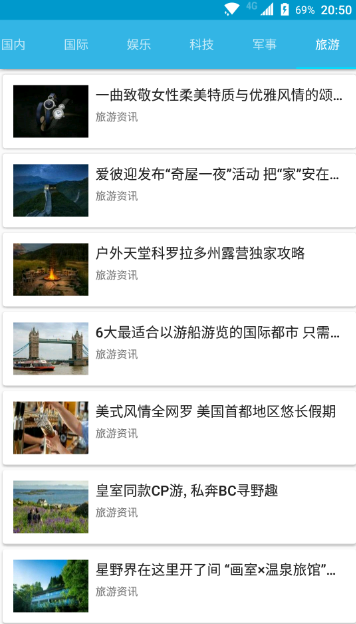 4G 69% 20:50
国内 国际 娱乐 科技 军事 旅游
一曲致敬女性柔美特质与优雅风情的颂...
旅游资讯
爱彼迎发布“奇屋一夜”活动 把“家”安在...
旅游资讯
户外天堂科罗拉多州露营独家攻略
旅游资讯
6大最适合以游船游览的国际都市 只需...
旅游资讯
美式风情全网罗 美国首都地区悠长假期
旅游资讯
皇室同款CP游, 私奔BC寻野趣
旅游资讯
星野界在这里开了间 “画室×温泉旅馆”...
旅游资讯